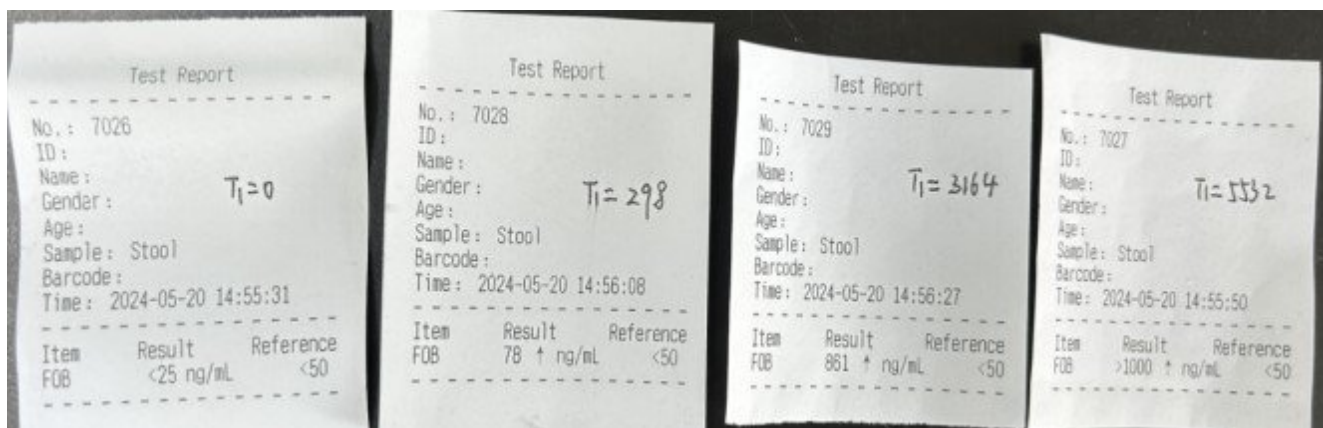 Test Report
No.: 7026
ID:
Name:
T1=0
Gender:
Age:
Sample: Stool
Barcode:
Time: 2024-05-20 14:55:31
Item Result Reference
FOB <25 ng/mL <50
Test Report
No.: 7028
ID:
Name:
Gender:
T1=298
Age:
Sample: Stool
Barcode:
Time: 2024-05-20 14:56:08
Item Result Reference
FOB 78 ↑ ng/mL <50
Test Report
No.: 7029
ID:
Name:
T1=3164
Gender:
Age:
Sample: Stool
Barcode:
Time: 2024-05-20 14:56:27
Item Result Reference
FOB 861 ↑ ng/mL <50
Test Report
No.: 7027
ID:
Name:
T1=5532
Gender:
Age:
Sample: Stool
Barcode:
Time: 2024-05-20 14:55:50
Item Result Reference
FOB >1000 ↑ ng/mL <50